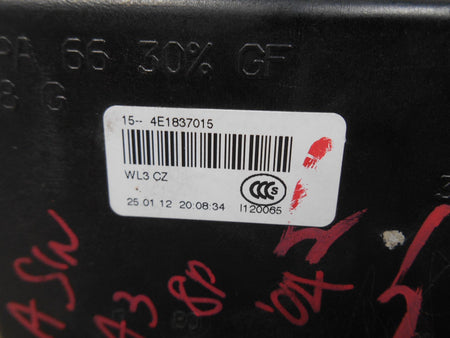 PA 66 30% GF
8 G
15-- 4E1837015
WL3 CZ
CCC S
25 01 12 20:08:34 I120065
A3 8P '04